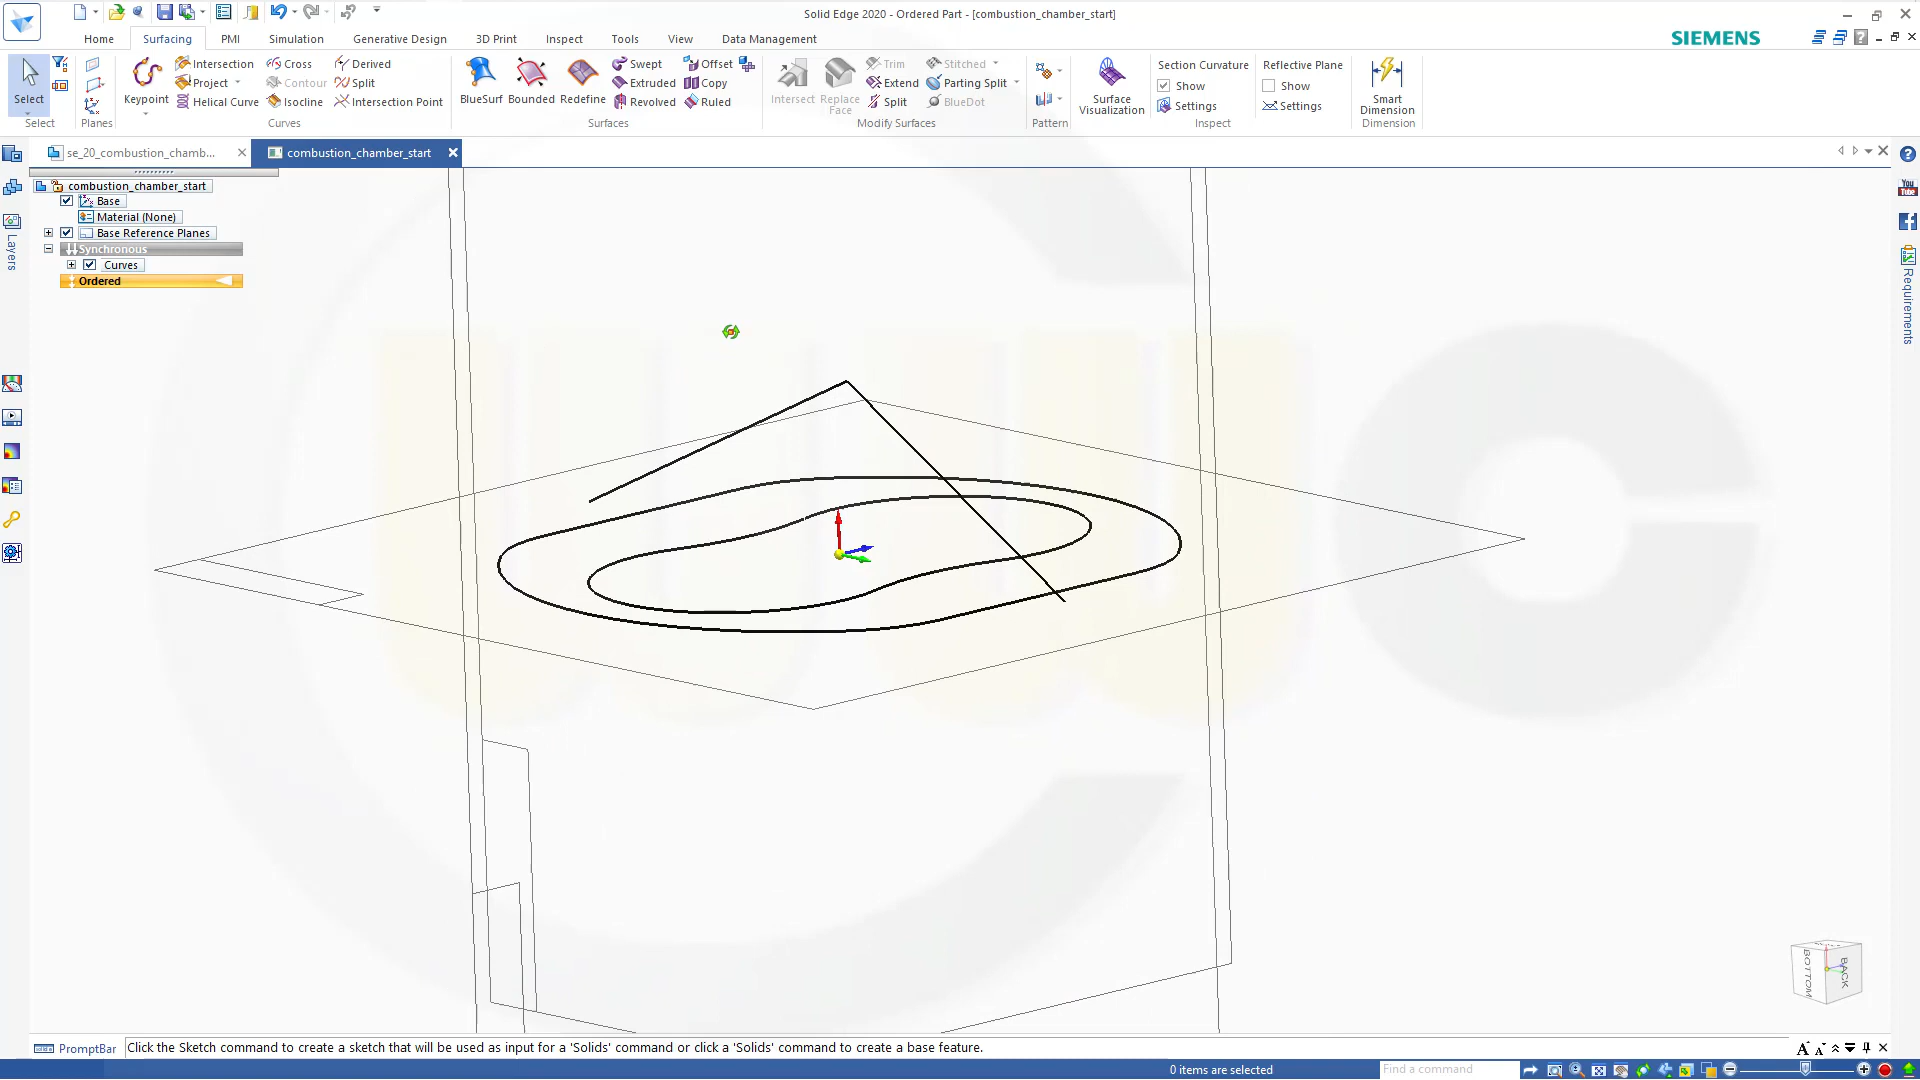 Solid Edge 2020 - Ordered Part - [combustion_chamber_start]
Home Surfacing PMI Simulation Generative Design 3D Print Inspect Tools View Data Management
SIEMENS
Select
Select
Planes
Keypoint
Intersection
Project
Helical Curve
Cross
Contour
Isocline
Derived
Split
Intersection Point
Curves
BlueSurf
Bounded
Redefine
Swept
Extruded
Revolved
Offset
Copy
Ruled
Surfaces
Intersect
Replace
Face
Trim
Extend
Split
Stitched
Parting Split
BlueDot
Modify Surfaces
Pattern
Surface
Visualization
Section Curvature
Show
Settings
Inspect
Reflective Plane
Show
Settings
Smart
Dimension
Dimension
se_20_combustion_chamb...
combustion_chamber_start
You
Tube
Layers
Requirements
combustion_chamber_start
Base
Material (None)
Base Reference Planes
Synchronous
Curves
Ordered
BOTTOM
BACK
PromptBar
Click the Sketch command to create a sketch that will be used as input for a 'Solids' command or click a 'Solids' command to create a base feature.
0 items are selected
Find a command